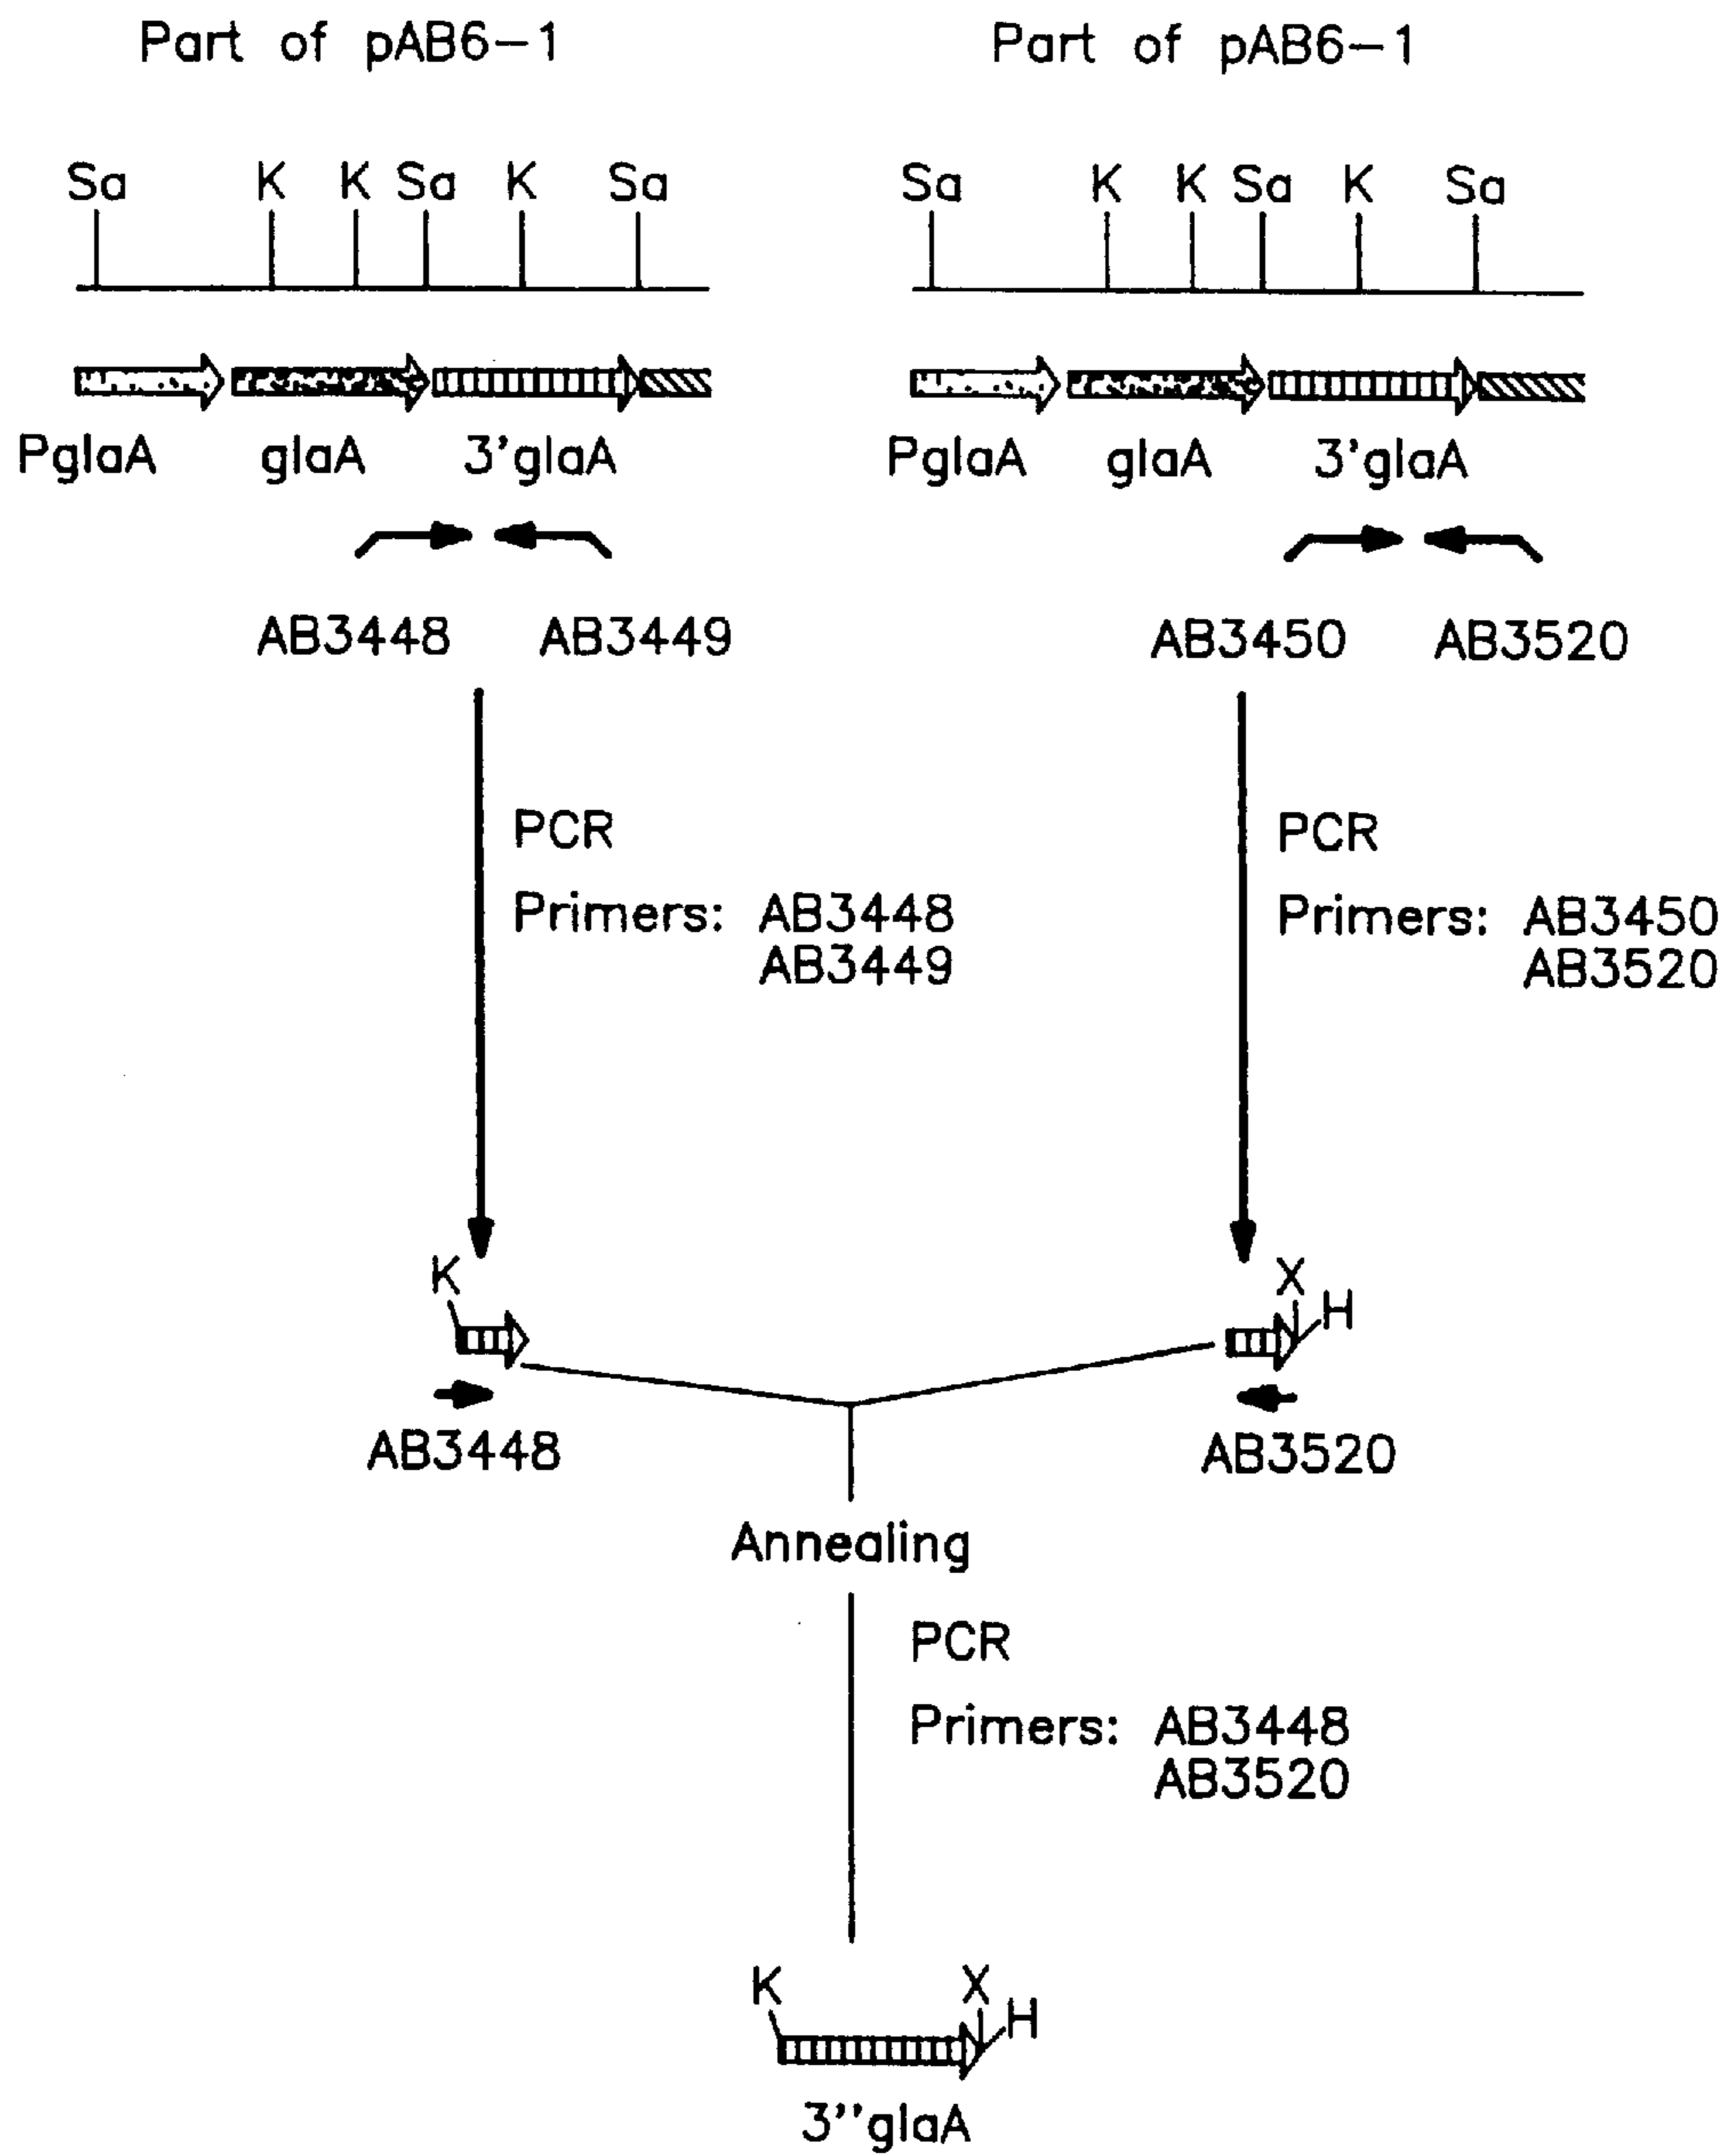 Part of pAB6-1
Part of pAB6-1
Sa K K Sa K Sa
Sa K K Sa K Sa
PglaA glaA 3'glaA
PglaA glaA 3'glaA
AB3448 AB3449
AB3450 AB3520
PCR
Primers: AB3448
AB3449
PCR
Primers: AB3450
AB3520
K
X
H
AB3448
AB3520
Annealing
PCR
Primers: AB3448
AB3520
K
X
H
3''glaA